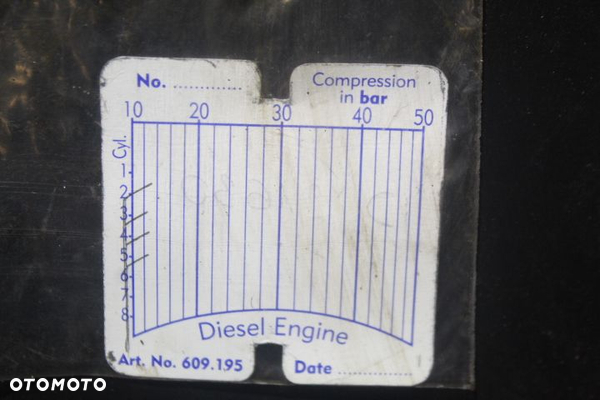 No. ..............
Compression
in bar
10 20 30 40 50
Cyl.
1
2
3
4
5
6
7
8
Diesel Engine
Art. No. 609.195
Date ..............
OTOMOTO